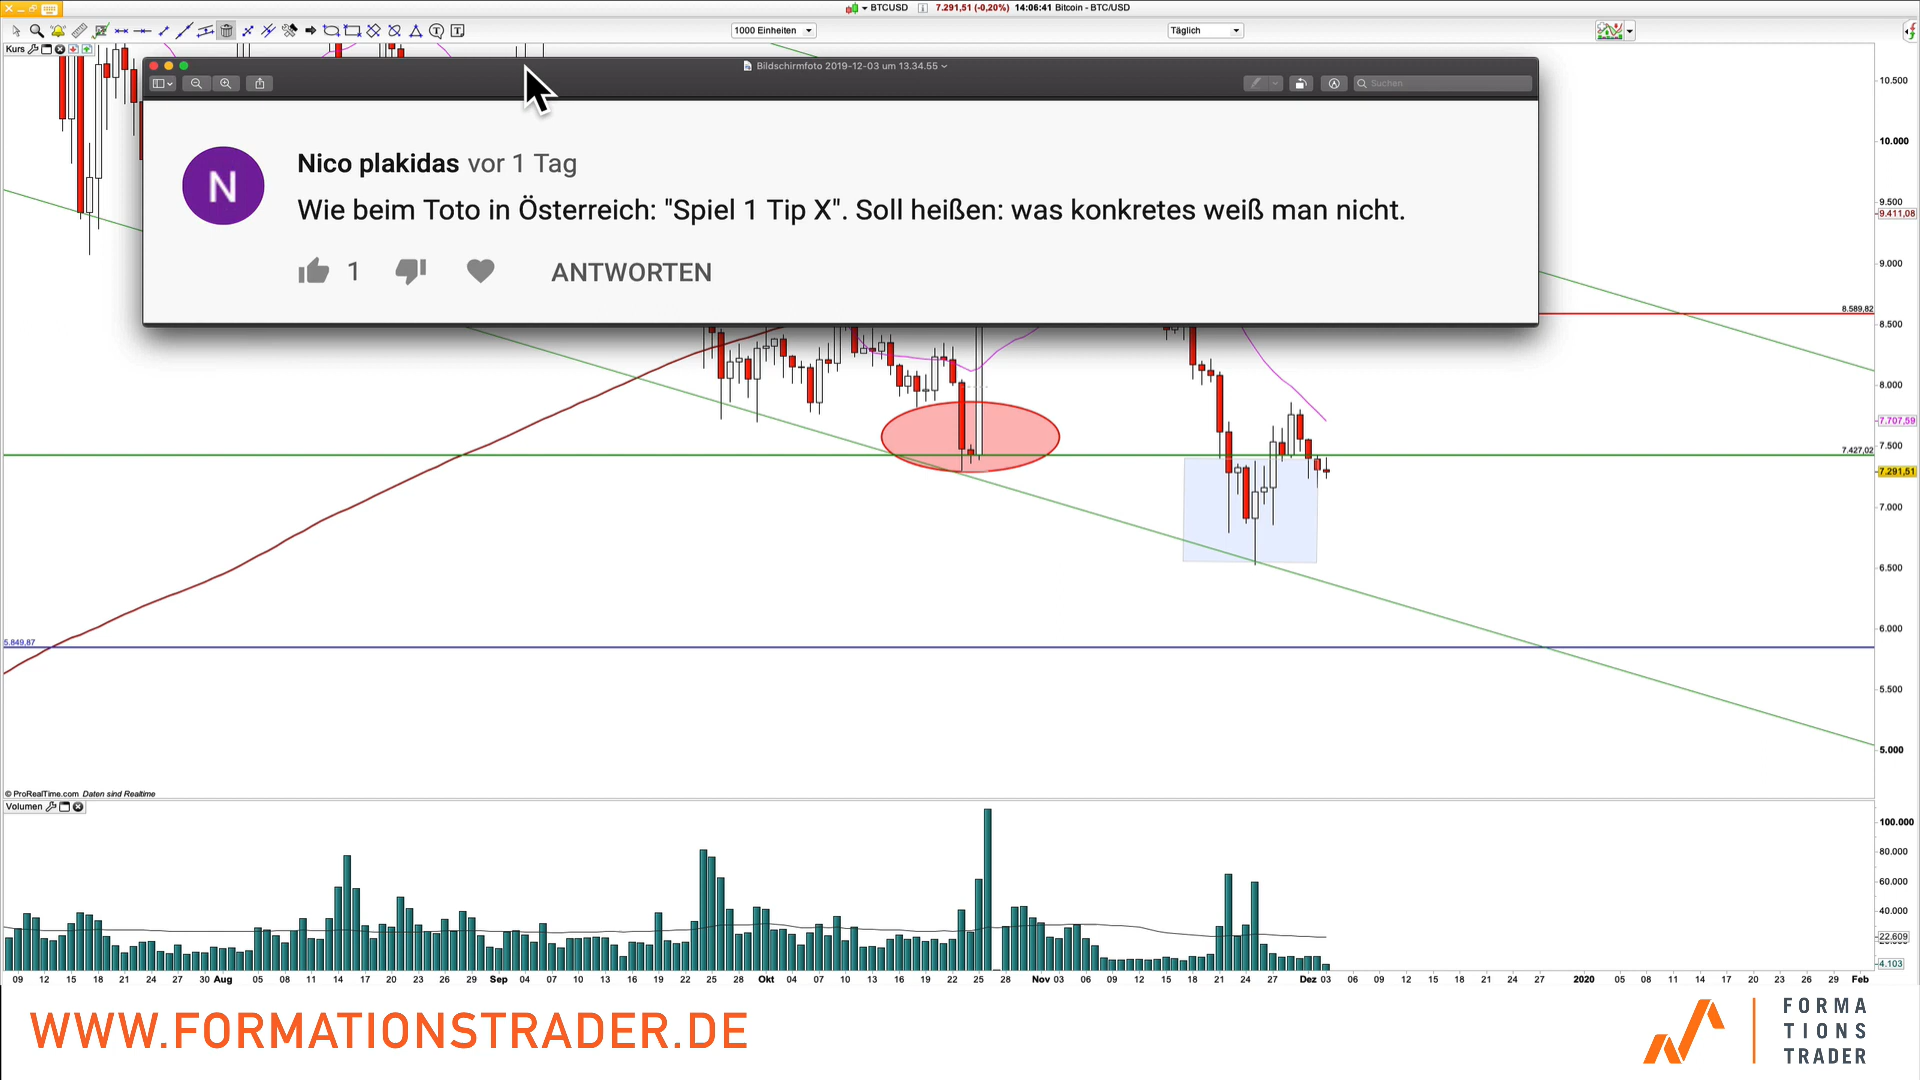 BTCUSD 7.291,51 (-0,20%) 14:06:41 Bitcoin - BTC/USD
1000 Einheiten
Täglich
Kurs
Bildschirmfoto 2019-12-03 um 13.34.55
Suchen
Nico plakidas vor 1 Tag
Wie beim Toto in Österreich: "Spiel 1 Tip X". Soll heißen: was konkretes weiß man nicht.
1 ANTWORTEN
10.500
10.000
9.500
9.411,08
9.000
8.589,82
8.500
8.000
7.707,59
7.500
7.427,02
7.291,51
7.000
6.500
6.000
5.849,87
5.500
5.000
© ProRealTime.com Daten sind Realtime
Volumen
100.000
80.000
60.000
40.000
22.609
4.103
09 12 15 18 21 24 27 30 Aug 05 08 11 14 17 20 23 26 Sep 04 07 10 13 16 19 22 25 28 Okt 04 07 10 13 16 19 22 25 28 Nov 03 06 09 12 15 18 21 24 27 Dez 03 06 09 12 15 18 21 24 27 2020 05 08 11 14 17 20 23 26 29 Feb
WWW.FORMATIONSTRADER.DE
FORMA
TIONS
TRADER